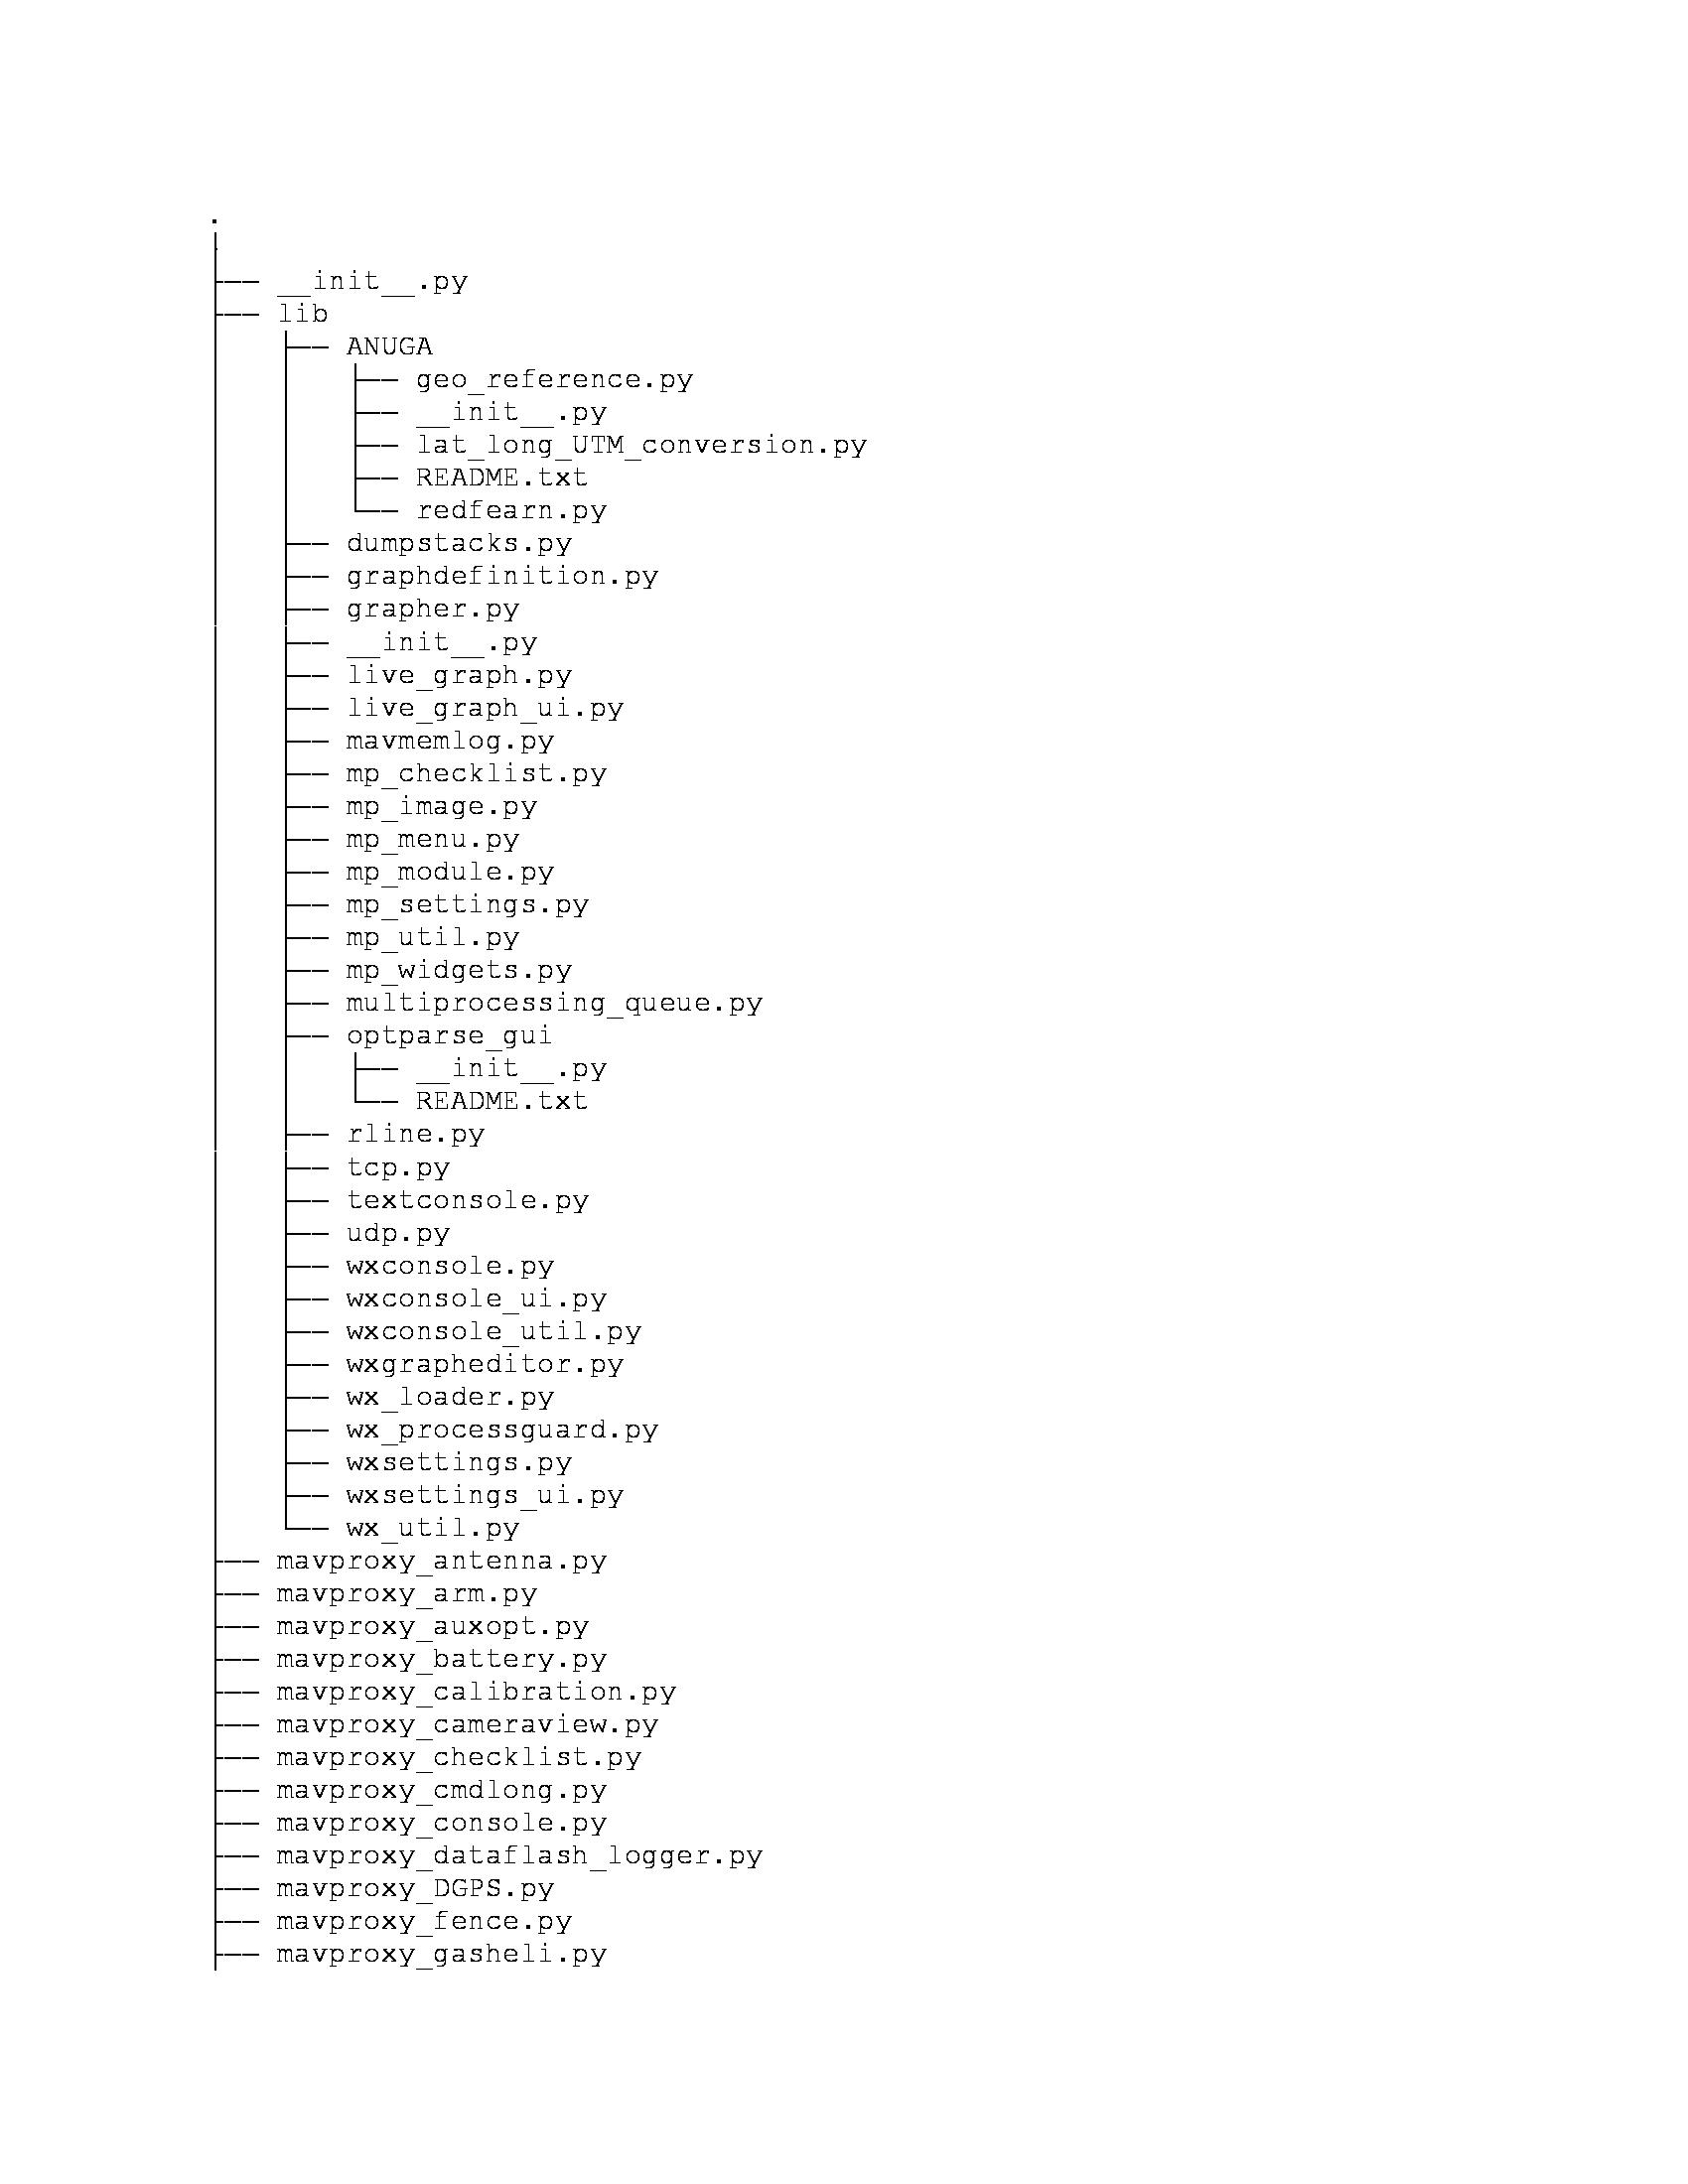 .
│
├── __init__.py
├── lib
│   ├── ANUGA
│   │   ├── geo_reference.py
│   │   ├── __init__.py
│   │   ├── lat_long_UTM_conversion.py
│   │   ├── README.txt
│   │   └── redfearn.py
│   ├── dumpstacks.py
│   ├── graphdefinition.py
│   ├── grapher.py
│   ├── __init__.py
│   ├── live_graph.py
│   ├── live_graph_ui.py
│   ├── mavmemlog.py
│   ├── mp_checklist.py
│   ├── mp_image.py
│   ├── mp_menu.py
│   ├── mp_module.py
│   ├── mp_settings.py
│   ├── mp_util.py
│   ├── mp_widgets.py
│   ├── multiprocessing_queue.py
│   ├── optparse_gui
│   │   ├── __init__.py
│   │   └── README.txt
│   ├── rline.py
│   ├── tcp.py
│   ├── textconsole.py
│   ├── udp.py
│   ├── wxconsole.py
│   ├── wxconsole_ui.py
│   ├── wxconsole_util.py
│   ├── wxgrapheditor.py
│   ├── wx_loader.py
│   ├── wx_processguard.py
│   ├── wxsettings.py
│   ├── wxsettings_ui.py
│   └── wx_util.py
├── mavproxy_antenna.py
├── mavproxy_arm.py
├── mavproxy_auxopt.py
├── mavproxy_battery.py
├── mavproxy_calibration.py
├── mavproxy_cameraview.py
├── mavproxy_checklist.py
├── mavproxy_cmdlong.py
├── mavproxy_console.py
├── mavproxy_dataflash_logger.py
├── mavproxy_DGPS.py
├── mavproxy_fence.py
├── mavproxy_gasheli.py